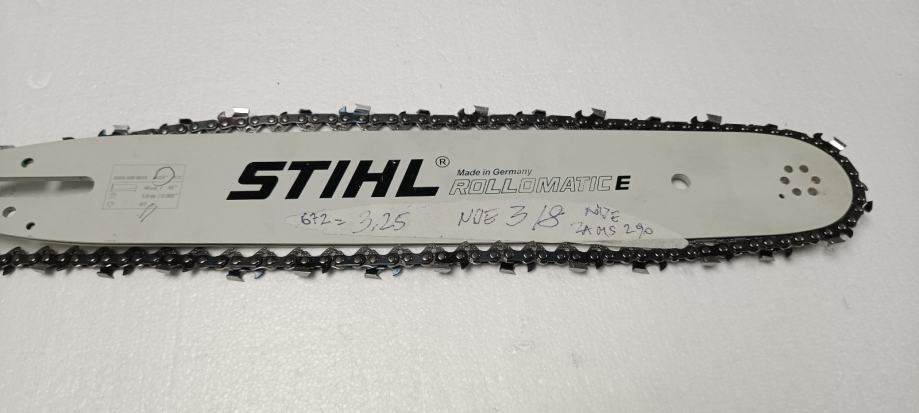 STIHL®
Made in Germany
ROLLOMATIC E
672 = 3,25 NIJE 3/8 NIJE
ZA MS 290